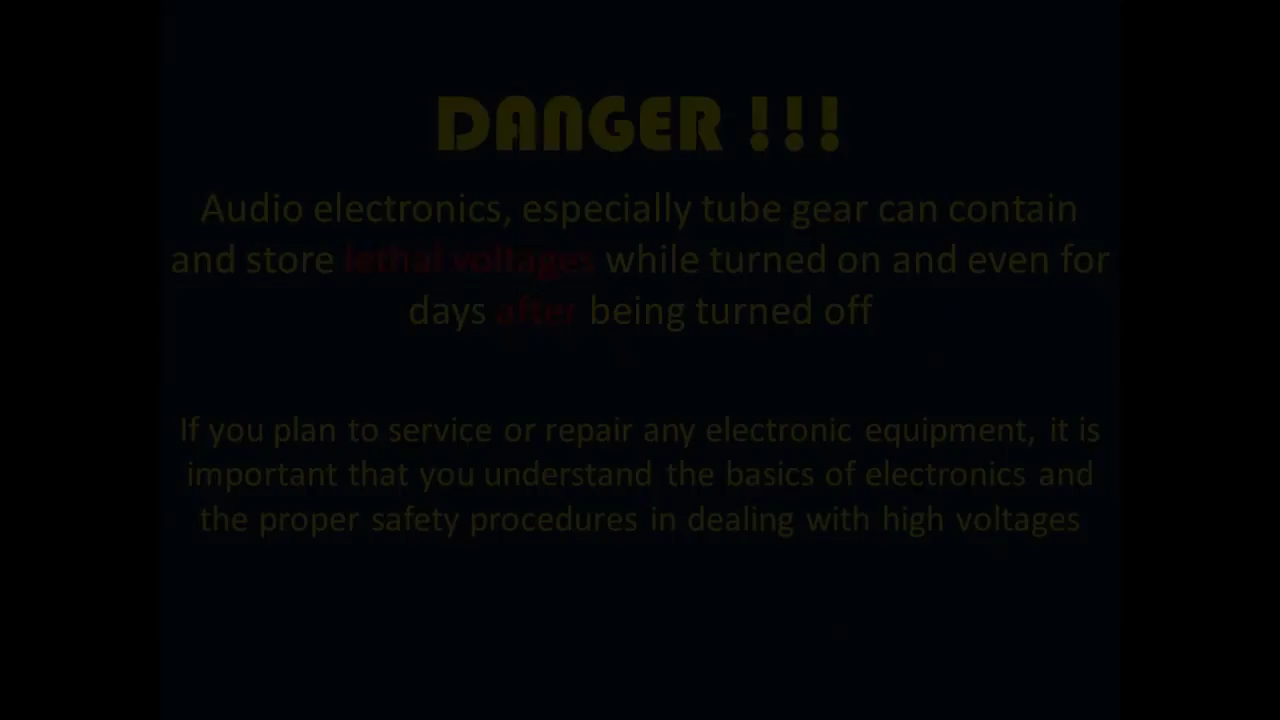 DANGER !!!
Audio electronics, especially tube gear can contain
and store lethal voltages while turned on and even for
days after being turned off
If you plan to service or repair any electronic equipment, it is
important that you understand the basics of electronics and
the proper safety procedures in dealing with high voltages